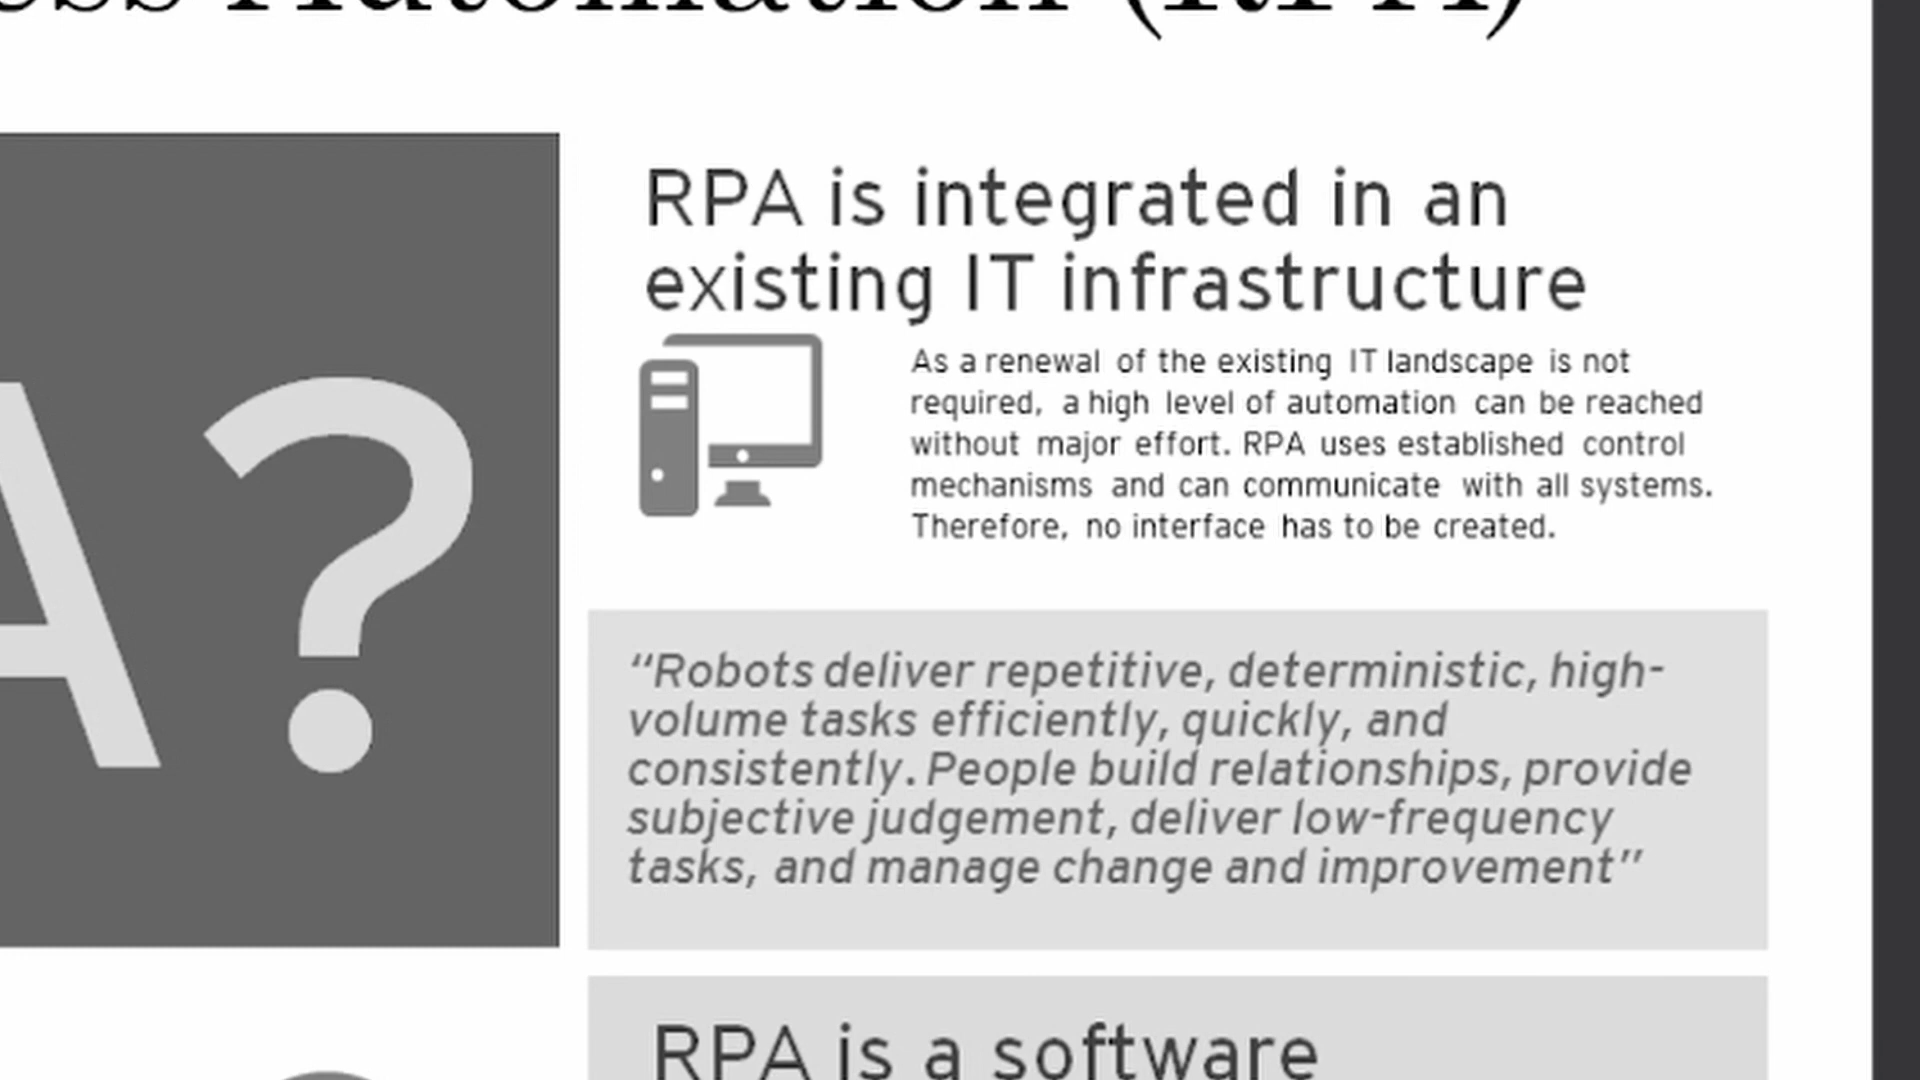 Automation (RPA)
A?
RPA is integrated in an
existing IT infrastructure
As a renewal of the existing IT landscape is not
required, a high level of automation can be reached
without major effort. RPA uses established control
mechanisms and can communicate with all systems.
Therefore, no interface has to be created.
“Robots deliver repetitive, deterministic, high-
volume tasks efficiently, quickly, and
consistently. People build relationships, provide
subjective judgement, deliver low-frequency
tasks, and manage change and improvement”
RPA is a software